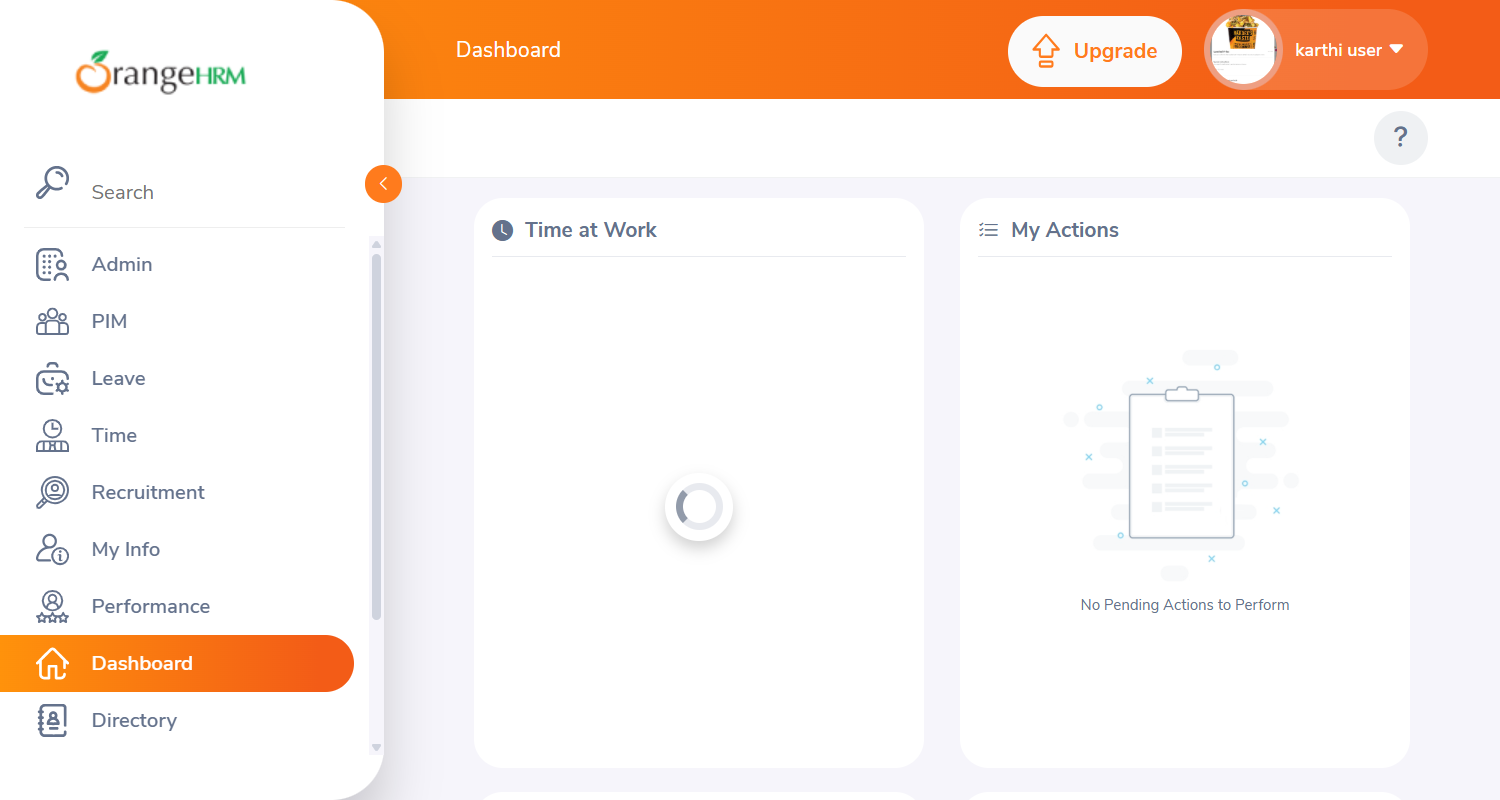 OrangeHRM
Dashboard
Upgrade
karthi user
?
Search
Admin
PIM
Leave
Time
Recruitment
My Info
Performance
Dashboard
Directory
Time at Work
My Actions
No Pending Actions to Perform